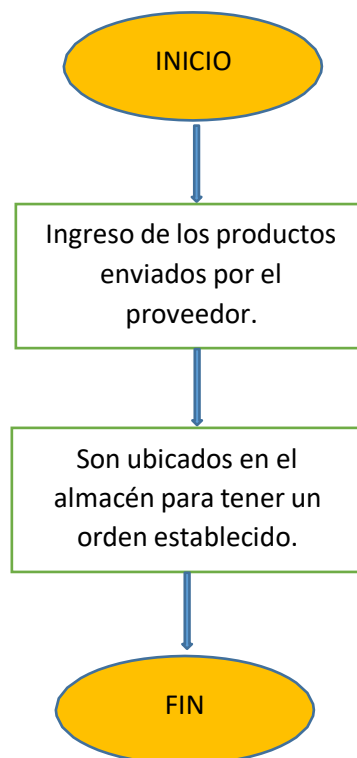 INICIO
Ingreso de los productos
enviados por el
proveedor.
Son ubicados en el
almacén para tener un
orden establecido.
FIN